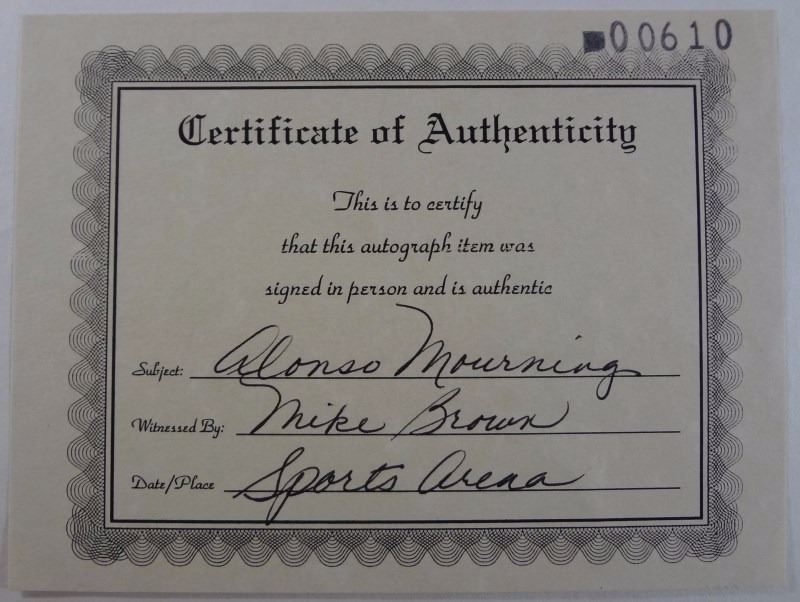 00610
Certificate of Authenticity
This is to certify
that this autograph item was
signed in person and is authentic
Subject: Alonso Mourning
Witnessed By: Mike Brown
Date/Place Sports Arena